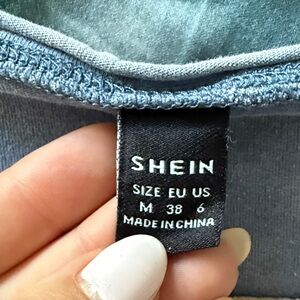 SHEIN
SIZE EU US
M 38 6
MADE IN CHINA